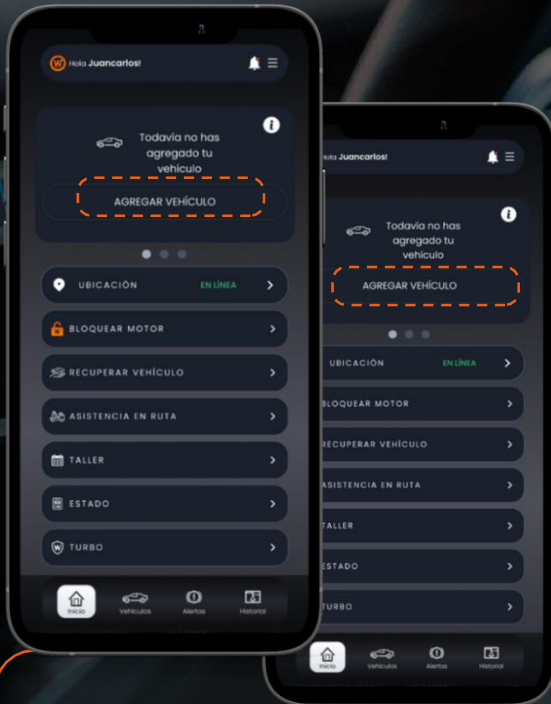 Hola Juancarlos!
Todavía no has
agregado tu
vehículo
AGREGAR VEHÍCULO
UBICACIÓN EN LÍNEA
BLOQUEAR MOTOR
RECUPERAR VEHÍCULO
ASISTENCIA EN RUTA
TALLER
ESTADO
TURBO
Inicio Vehículos Alertas Historial
Hola Juancarlos!
Todavía no has
agregado tu
vehículo
AGREGAR VEHÍCULO
UBICACIÓN EN LÍNEA
BLOQUEAR MOTOR
RECUPERAR VEHÍCULO
ASISTENCIA EN RUTA
TALLER
ESTADO
TURBO
Inicio Vehículos Alertas Historial